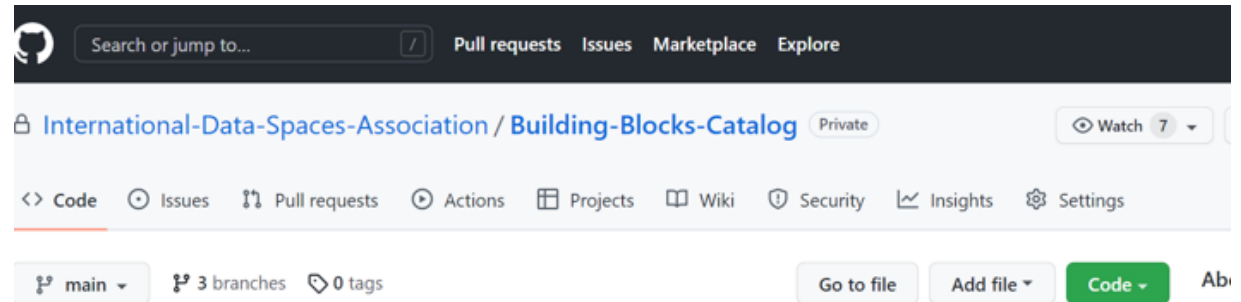 Search or jump to... / Pull requests Issues Marketplace Explore
International-Data-Spaces-Association / Building-Blocks-Catalog Private Watch 7
<> Code Issues Pull requests Actions Projects Wiki Security Insights Settings
main 3 branches 0 tags Go to file Add file Code Ab